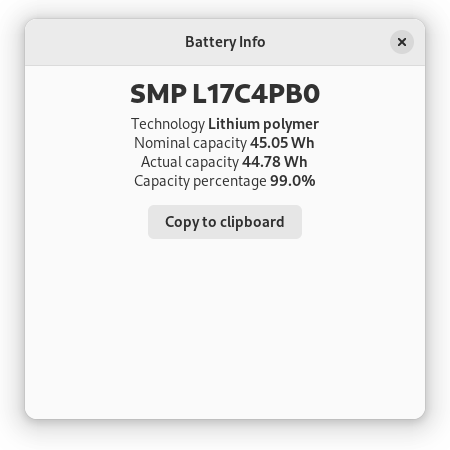 Battery Info
SMP L17C4PB0
Technology Lithium polymer
Nominal capacity 45.05 Wh
Actual capacity 44.78 Wh
Capacity percentage 99.0%
Copy to clipboard